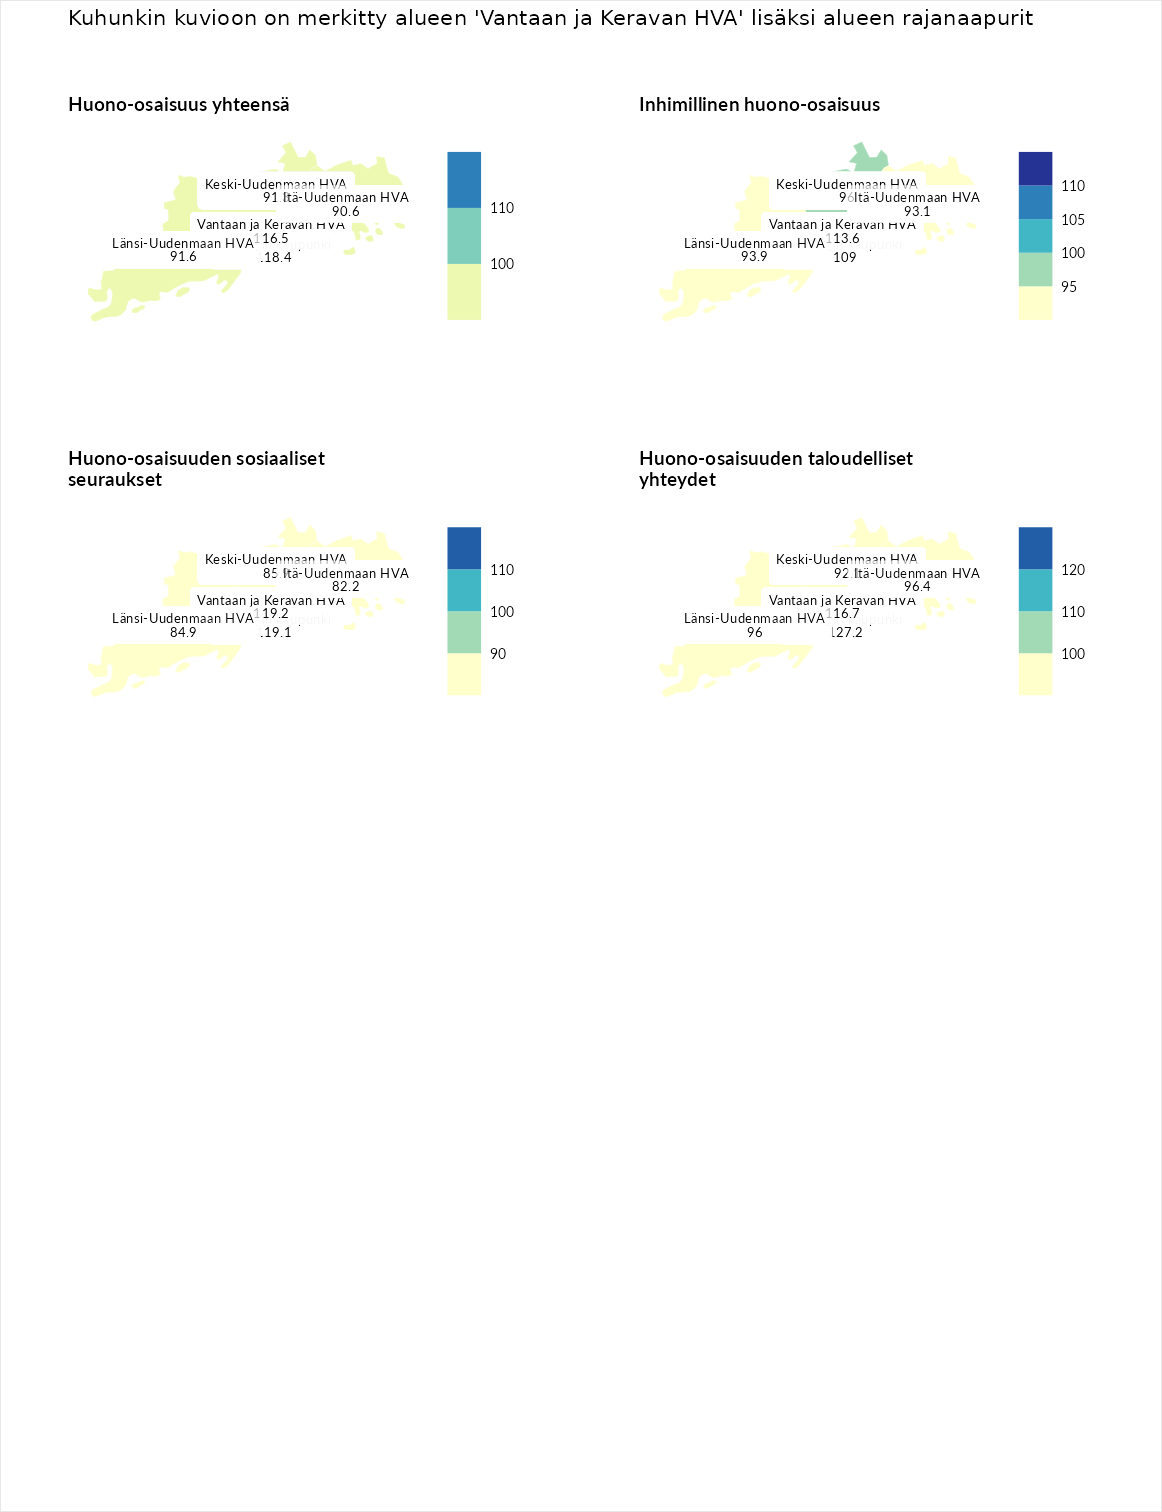 Kuhunkin kuvioon on merkitty alueen 'Vantaan ja Keravan HVA' lisäksi alueen rajanaapurit
Huono-osaisuus yhteensä
Keski-Uudenmaan HVA
Itä-Uudenmaan HVA
90.6
Vantaan ja Keravan HVA
116.5
Länsi-Uudenmaan HVA
91.6
118.4
110
100
Inhimillinen huono-osaisuus
Keski-Uudenmaan HVA
Itä-Uudenmaan HVA
93.1
Vantaan ja Keravan HVA
113.6
Länsi-Uudenmaan HVA
93.9
109
110
105
100
95
Huono-osaisuuden sosiaaliset
seuraukset
Keski-Uudenmaan HVA
Itä-Uudenmaan HVA
82.2
Vantaan ja Keravan HVA
119.2
Länsi-Uudenmaan HVA
84.9
119.1
110
100
90
Huono-osaisuuden taloudelliset
yhteydet
Keski-Uudenmaan HVA
Itä-Uudenmaan HVA
96.4
Vantaan ja Keravan HVA
116.7
Länsi-Uudenmaan HVA
96
127.2
120
110
100